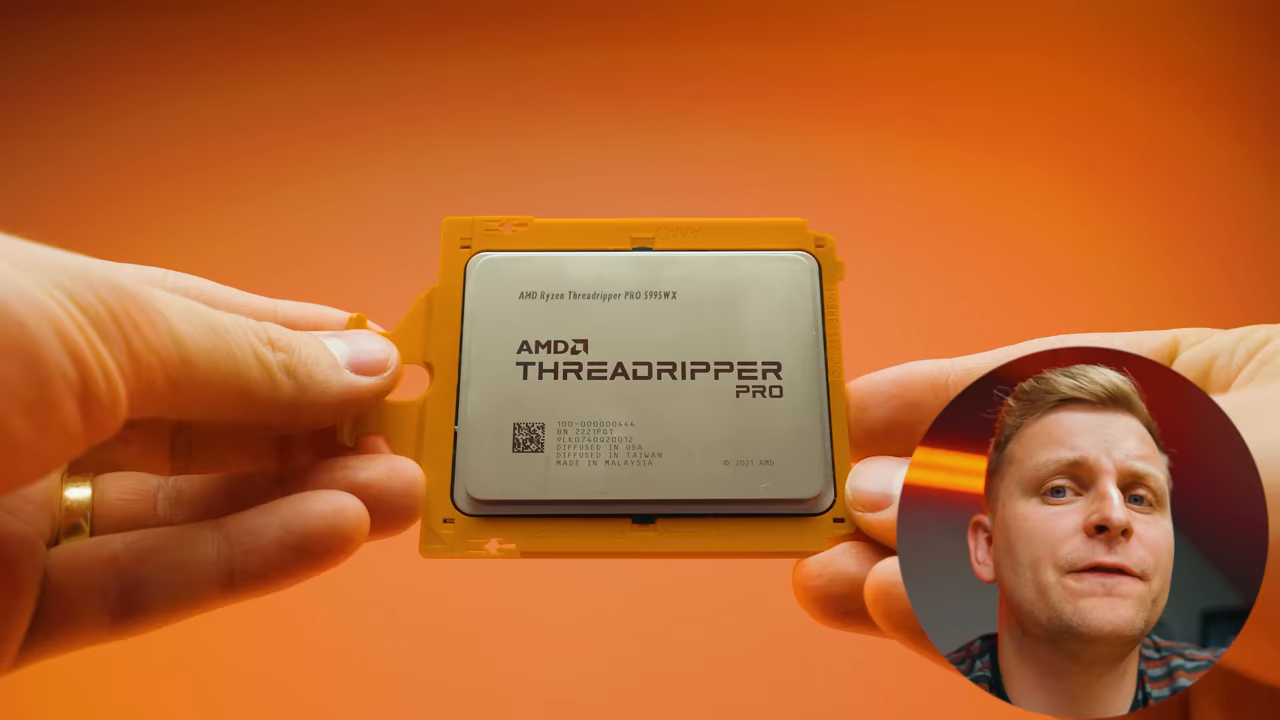 AMD Ryzen Threadripper PRO 5995WX
AMD
THREADRIPPER
PRO
100-000000444
BN 2221PGT
9LK0740Q20012
DIFFUSED IN USA
DIFFUSED IN TAIWAN
MADE IN MALAYSIA
© 2021 AMD